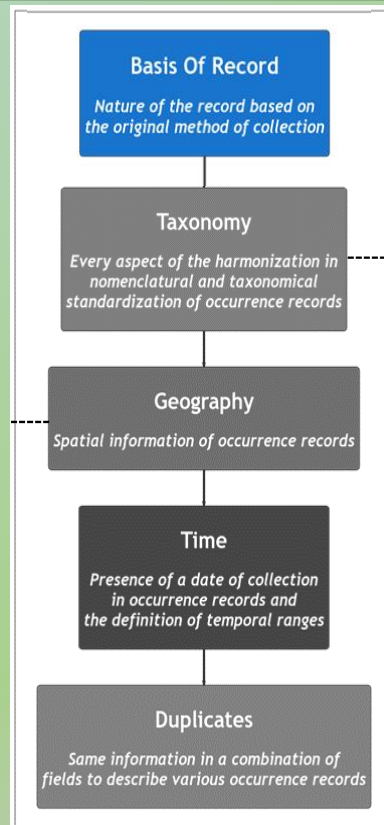 Basis Of Record
Nature of the record based on
the original method of collection
Taxonomy
Every aspect of the harmonization in
nomenclatural and taxonomical
standardization of occurrence records
Geography
Spatial information of occurrence records
Time
Presence of a date of collection
in occurrence records and
the definition of temporal ranges
Duplicates
Same information in a combination of
fields to describe various occurrence records